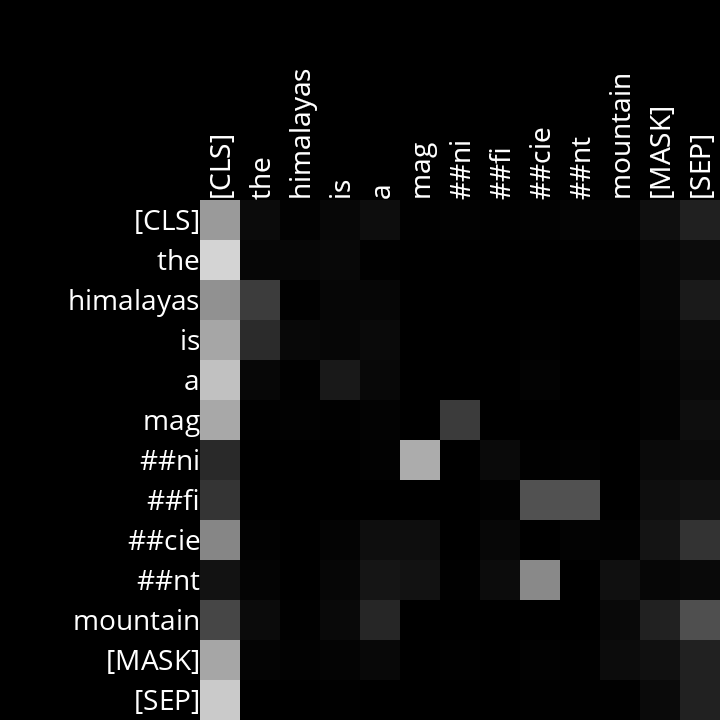 [CLS]
the
himalayas
is
a
mag
##ni
##fi
##cie
##nt
mountain
[MASK]
[SEP]
[CLS]
the
himalayas
is
a
mag
##ni
##fi
##cie
##nt
mountain
[MASK]
[SEP]